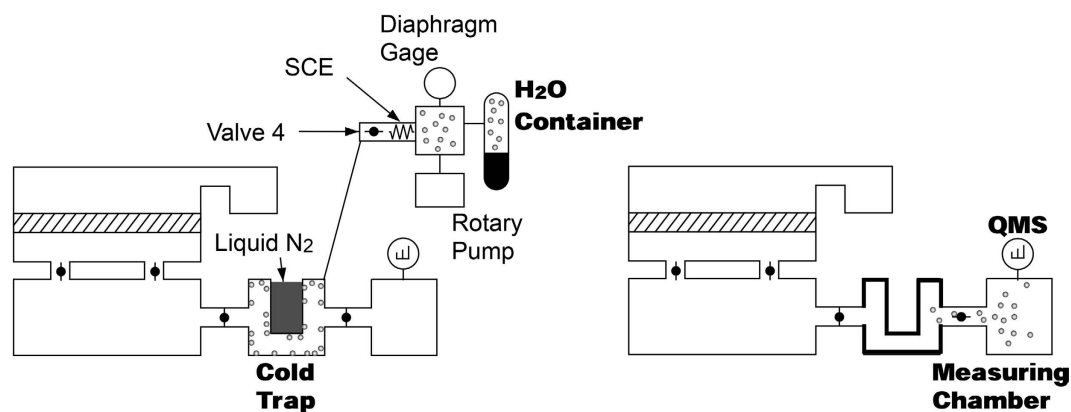 Diaphragm
Gage
SCE
H₂O
Container
Valve 4
Rotary
Pump
Liquid N₂
Cold
Trap
QMS
Measuring
Chamber